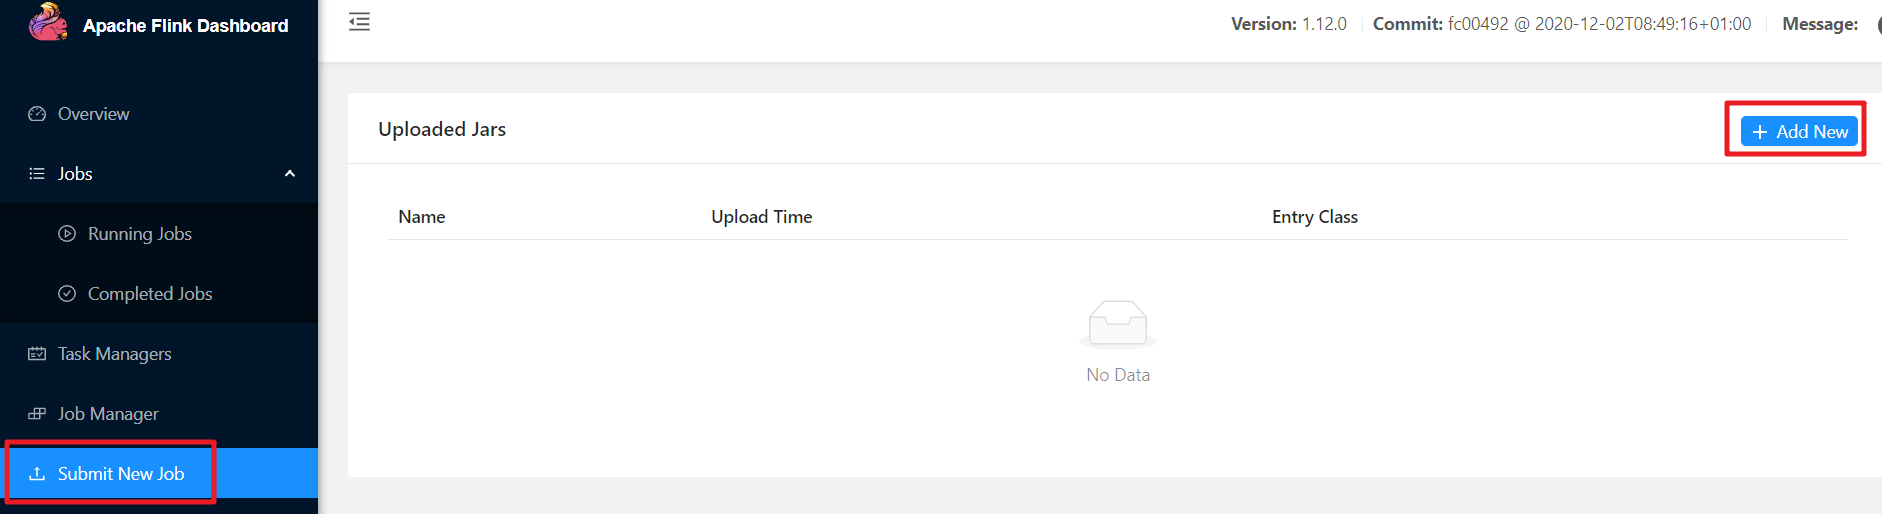 Apache Flink Dashboard
Version: 1.12.0 Commit: fc00492 @ 2020-12-02T08:49:16+01:00 Message:
Overview
Jobs
Running Jobs
Completed Jobs
Task Managers
Job Manager
Submit New Job
Uploaded Jars
+ Add New
Name Upload Time Entry Class
No Data